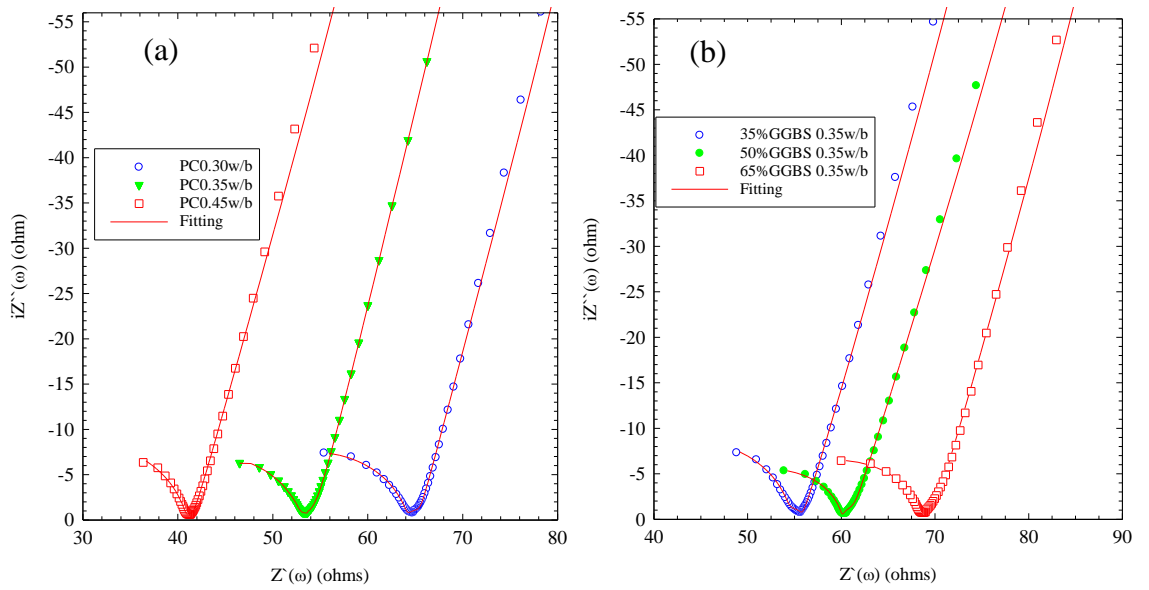 (a)
-55
-50
-45
-40
-35
-30
-25
-20
-15
-10
-5
0
iZ``(ω) (ohm)
PC0.30w/b
PC0.35w/b
PC0.45w/b
Fitting
30 40 50 60 70 80
Z`(ω) (ohms)
(b)
-55
-50
-45
-40
-35
-30
-25
-20
-15
-10
-5
0
iZ``(ω) (ohm)
35%GGBS 0.35w/b
50%GGBS 0.35w/b
65%GGBS 0.35w/b
Fitting
40 50 60 70 80 90
Z`(ω) (ohms)